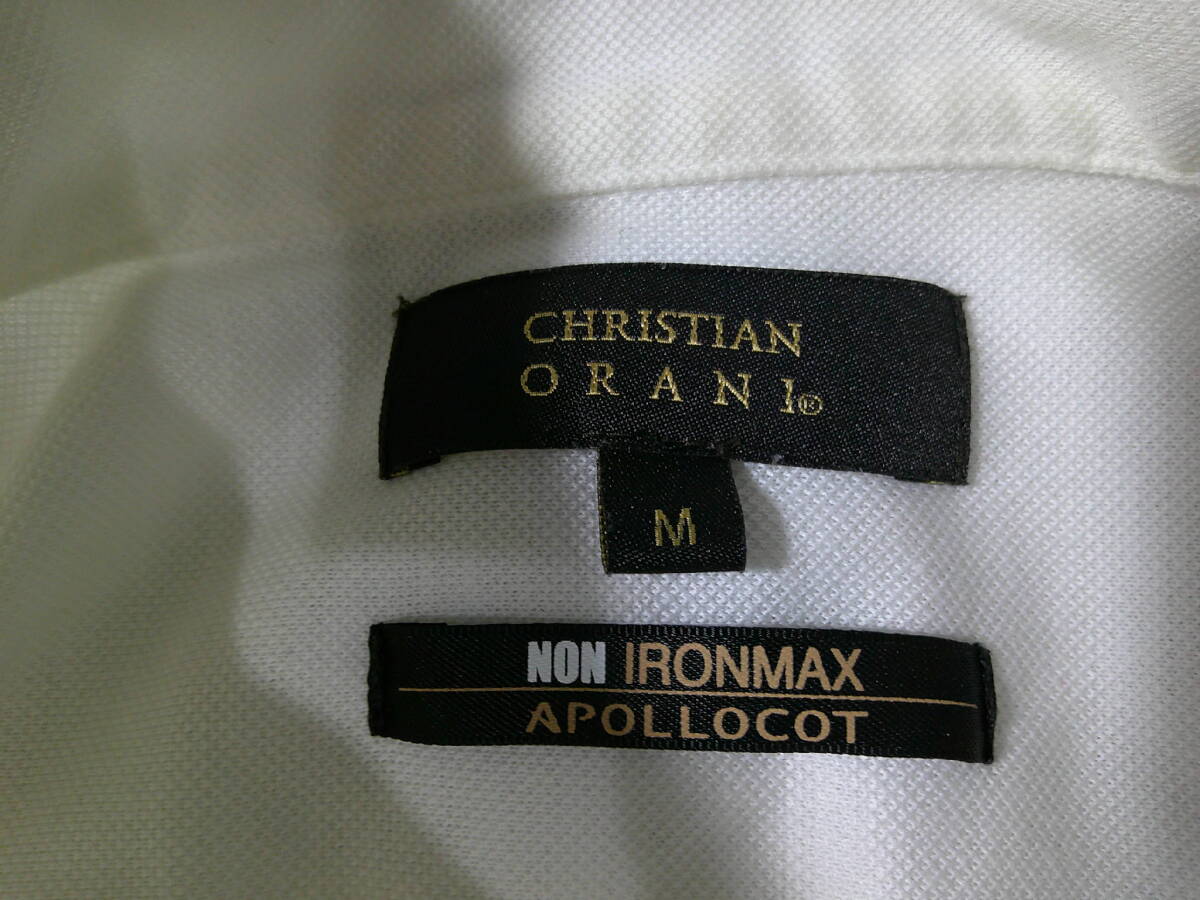 CHRISTIAN
ORANI®
M
NON IRONMAX
APOLLOCOT